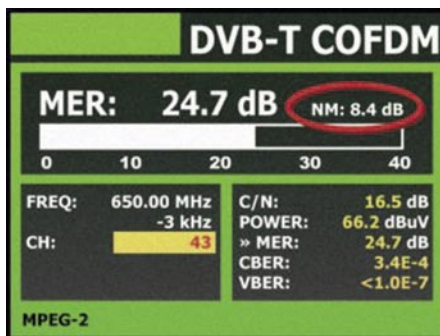 DVB-T COFDM
MER: 24.7 dB NM: 8.4 dB
0 10 20 30 40
FREQ: 650.00 MHz
-3 kHz
CH: 43
C/N: 16.5 dB
POWER: 66.2 dBuV
» MER: 24.7 dB
CBER: 3.4E-4
VBER: <1.0E-7
MPEG-2